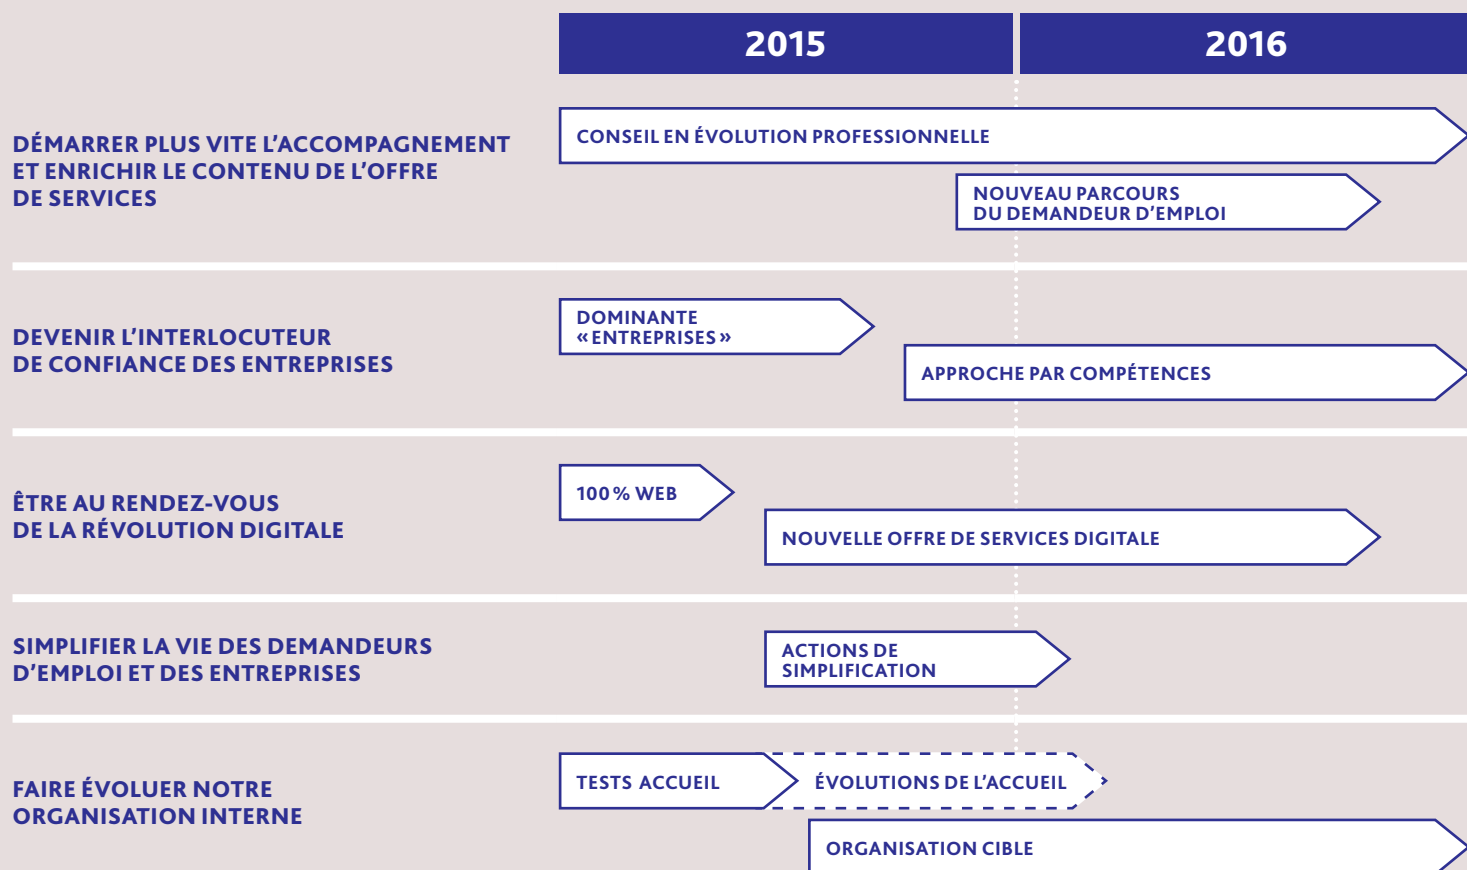 2015
2016
DÉMARRER PLUS VITE L’ACCOMPAGNEMENT
ET ENRICHIR LE CONTENU DE L’OFFRE
DE SERVICES
CONSEIL EN ÉVOLUTION PROFESSIONNELLE
NOUVEAU PARCOURS
DU DEMANDEUR D’EMPLOI
DEVENIR L’INTERLOCUTEUR
DE CONFIANCE DES ENTREPRISES
DOMINANTE
« ENTREPRISES »
APPROCHE PAR COMPÉTENCES
ÊTRE AU RENDEZ-VOUS
DE LA RÉVOLUTION DIGITALE
100 % WEB
NOUVELLE OFFRE DE SERVICES DIGITALE
SIMPLIFIER LA VIE DES DEMANDEURS
D’EMPLOI ET DES ENTREPRISES
ACTIONS DE
SIMPLIFICATION
FAIRE ÉVOLUER NOTRE
ORGANISATION INTERNE
TESTS ACCUEIL
ÉVOLUTIONS DE L’ACCUEIL
ORGANISATION CIBLE